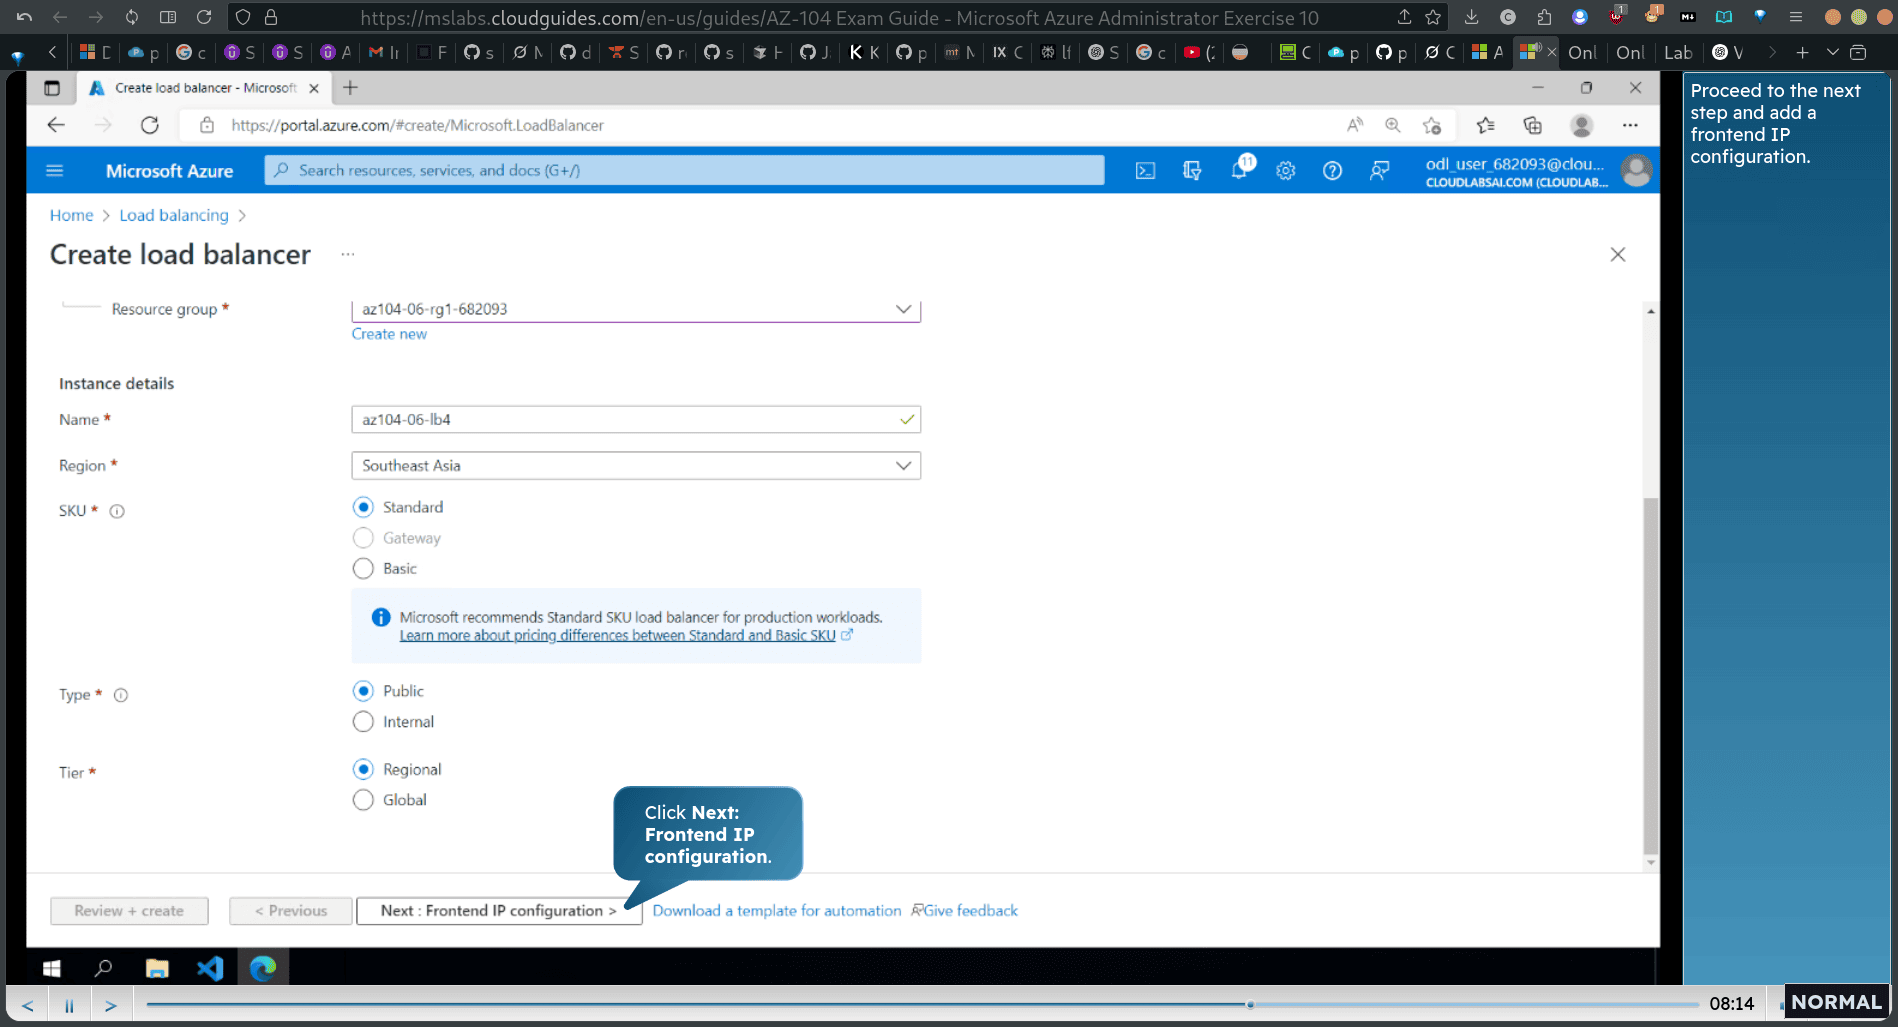 https://mslabs.cloudguides.com/en-us/guides/AZ-104 Exam Guide - Microsoft Azure Administrator Exercise 10
Onl
Onl
Lab
Create load balancer - Microsoft
https://portal.azure.com/#create/Microsoft.LoadBalancer
Microsoft Azure
Search resources, services, and docs (G+/)
11
odl_user_682093@clou...
CLOUDLABSAI.COM (CLOUDLAB...
Home > Load balancing >
Create load balancer ...
Resource group *
az104-06-rg1-682093
Create new
Instance details
Name *
az104-06-lb4
Region *
Southeast Asia
SKU *
Standard
Gateway
Basic
Microsoft recommends Standard SKU load balancer for production workloads.
Learn more about pricing differences between Standard and Basic SKU
Type *
Public
Internal
Tier *
Regional
Global
Click Next:
Frontend IP
configuration.
Review + create
< Previous
Next : Frontend IP configuration >
Download a template for automation
Give feedback
Proceed to the next
step and add a
frontend IP
configuration.
08:14
NORMAL